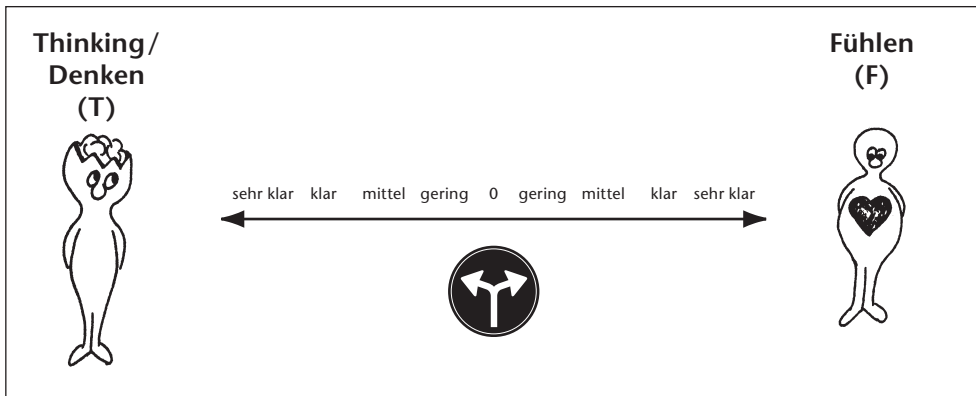 Thinking/
Denken
(T)
Fühlen
(F)
sehr klar klar mittel gering 0 gering mittel klar sehr klar